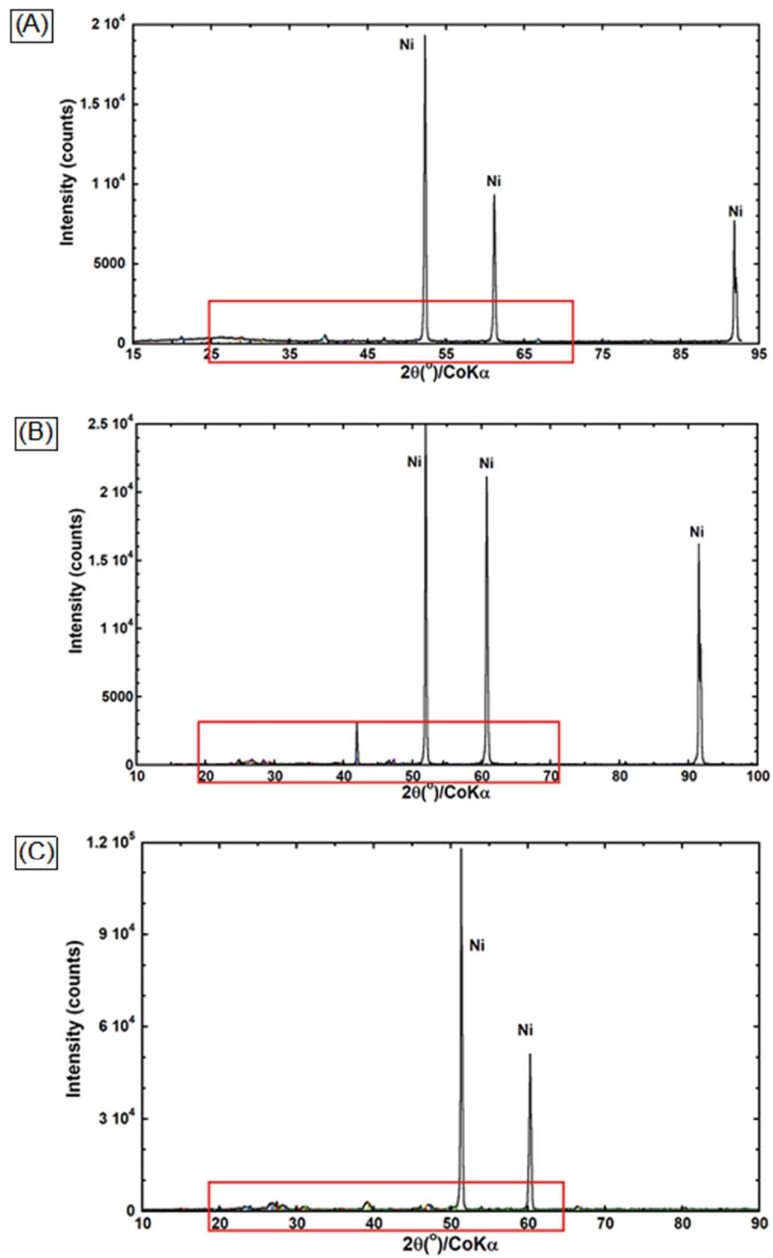 (A)
2 10⁴
1.5 10⁴
1 10⁴
5000
0
Intensity (counts)
Ni
Ni
Ni
15 25 35 45 55 65 75 85 95
2θ(°)/CoKα
(B)
2.5 10⁴
2 10⁴
1.5 10⁴
1 10⁴
5000
0
Intensity (counts)
Ni
Ni
Ni
10 20 30 40 50 60 70 80 90 100
2θ(°)/CoKα
(C)
1.2 10⁵
9 10⁴
6 10⁴
3 10⁴
0
Intensity (counts)
Ni
Ni
10 20 30 40 50 60 70 80 90
2θ(°)/CoKα